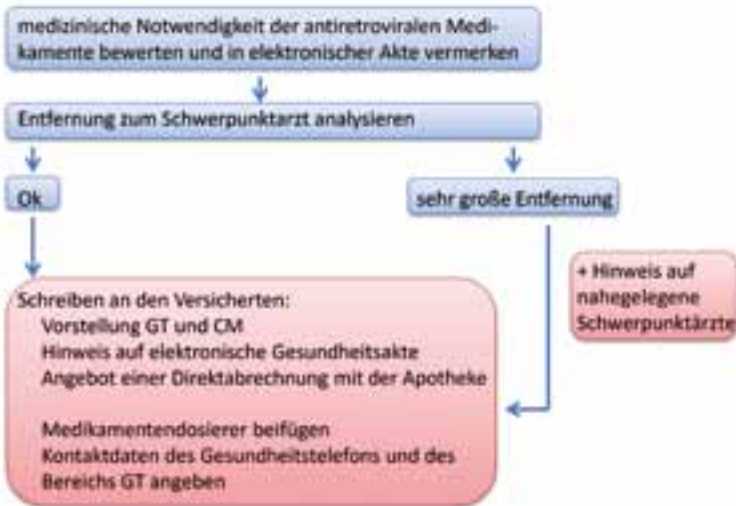 medizinische Notwendigkeit der antiretroviralen Medi-
kamente bewerten und in elektronischer Akte vermerken
Entfernung zum Schwerpunktarzt analysieren
Ok
sehr große Entfernung
+ Hinweis auf
nahegelegene
Schwerpunktärzte
Schreiben an den Versicherten:
Vorstellung GT und CM
Hinweis auf elektronische Gesundheitsakte
Angebot einer Direktabrechnung mit der Apotheke
Medikamentendosierer beifügen
Kontaktdaten des Gesundheitstelefons und des
Bereichs GT angeben